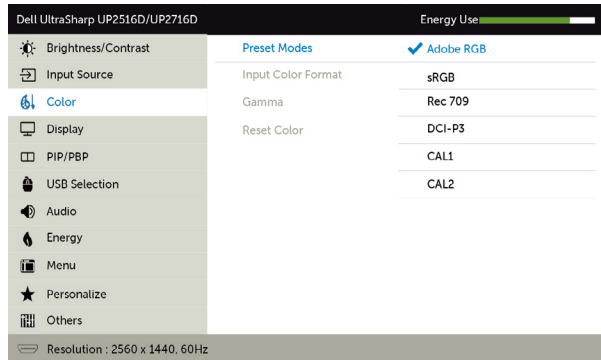 Dell UltraSharp UP2516D/UP2716D Energy Use
Brightness/Contrast Preset Modes Adobe RGB
Input Source Input Color Format sRGB
Color Gamma Rec 709
Display Reset Color DCI-P3
PIP/PBP CAL1
USB Selection CAL2
Audio
Energy
Menu
Personalize
Others
Resolution : 2560 x 1440, 60Hz